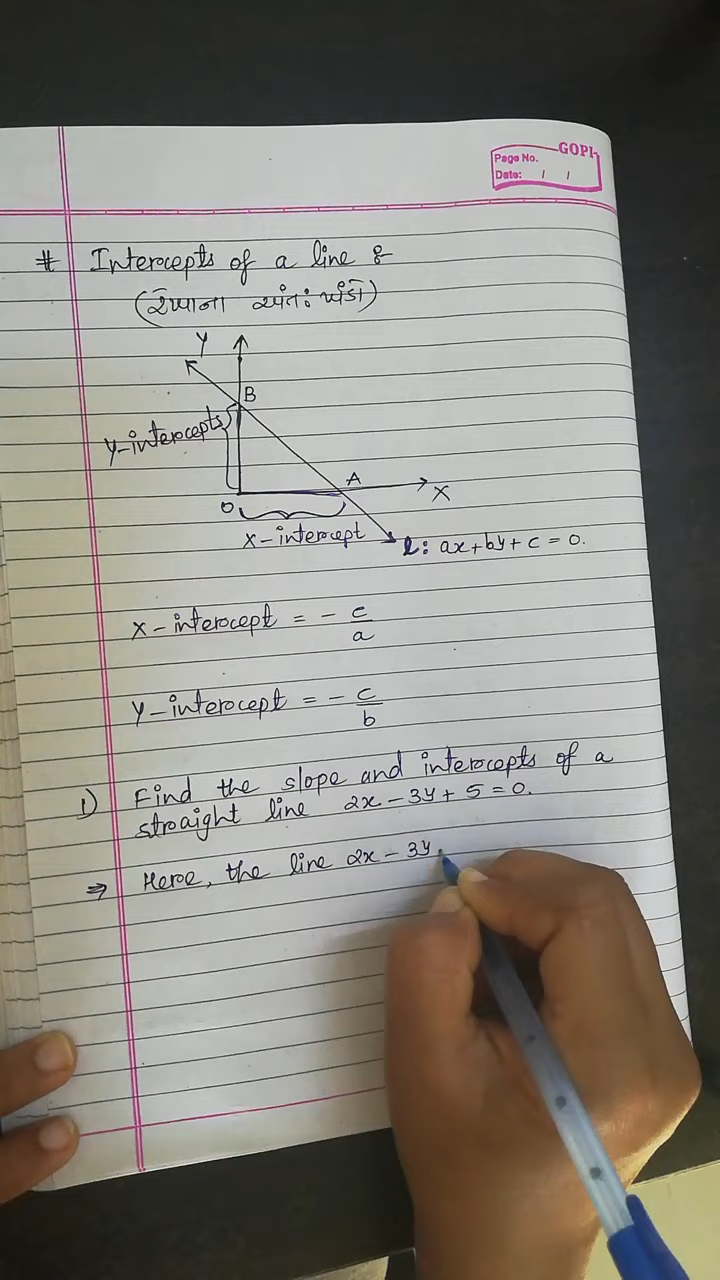 GOPI
Page No.
Date: / /
# Intercepts of a line :-
(રેખાના અંત: ખંડો)
Y
B
Y-intercepts
A
X
O
X-intercept
l: ax+by+c=0.
X-intercept = - c/a
Y-intercept = - c/b
1) Find the slope and intercepts of a
straight line 2x-3y+5=0.
⇒ Here, the line 2x-3y